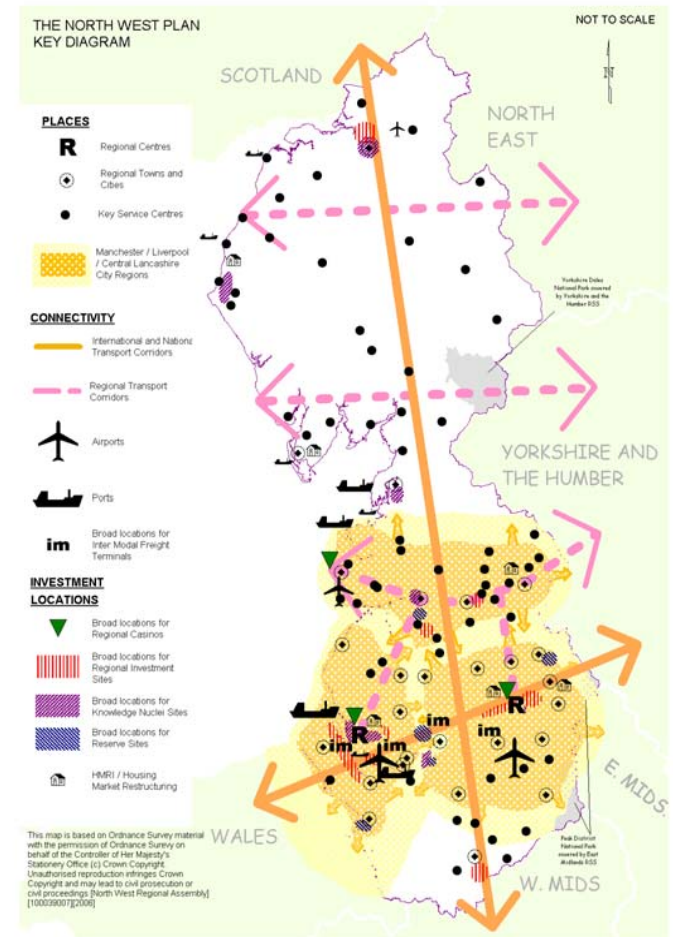 THE NORTH WEST PLAN
KEY DIAGRAM
NOT TO SCALE
SCOTLAND
NORTH
EAST
PLACES
R
Regional Centres
Regional Towns and
Cities
Key Service Centres
Manchester / Liverpool
/ Central Lancashire
City Regions
CONNECTIVITY
International and Nationa
Transport Corridors
Regional Transport
Corridors
Airports
Ports
im
Broad locations for
Inter Modal Freight
Terminals
INVESTMENT
LOCATIONS
Broad locations for
Regional Casinos
Broad locations for
Regional Investment
Sites
Broad locations for
Knowledge Nuclei Sites
Broad locations for
Reserve Sites
HMRI / Housing
Market Restructuring
Yorkshire Dales
National Park covered
by Yorkshire and the
Humber RSS
YORKSHIRE AND
THE HUMBER
R
im
R
im
im
im
E. MIDS.
WALES
Peak District
National Park
covered by East
Midlands RSS
W. MIDS
This map is based on Ordnance Survey material
with the permission of Ordnance Surevy on
behalf of the Controller of Her Majesty's
Stationery Office (c) Crown Copyright.
Unauthorised reproduction infringes Crown
Copyright and may lead to civil prosecution or
civil proceedings [North West Regional Assembly]
[100039007][2006]